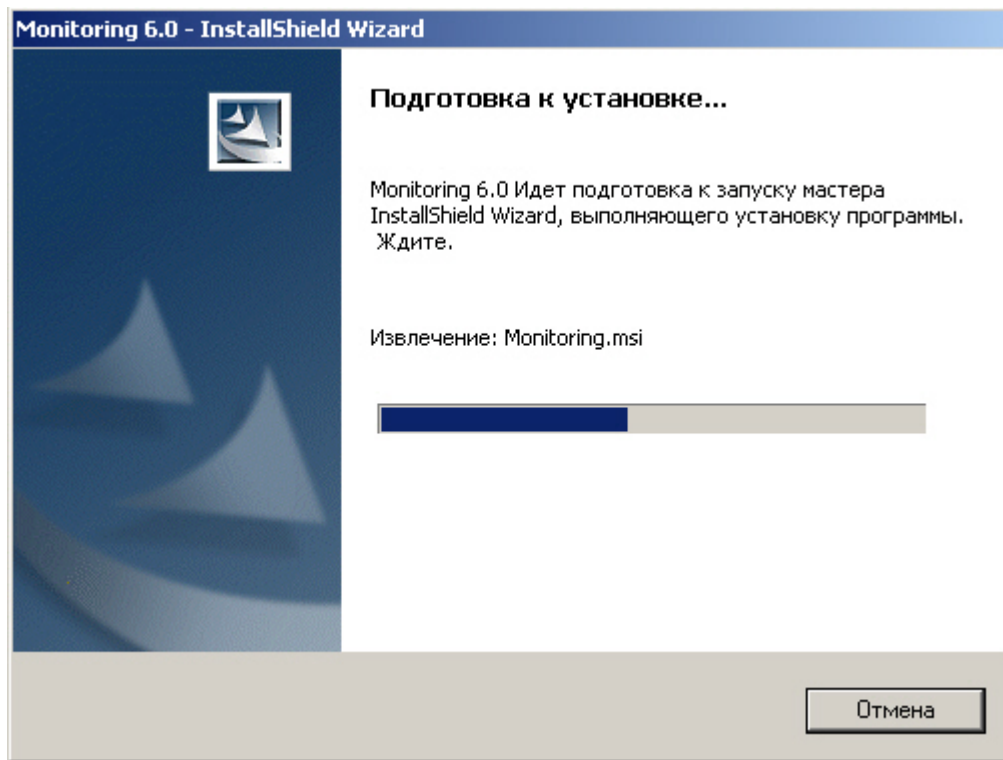 Monitoring 6.0 - InstallShield Wizard
Подготовка к установке...
Monitoring 6.0 Идет подготовка к запуску мастера
InstallShield Wizard, выполняющего установку программы.
Ждите.
Извлечение: Monitoring.msi
Отмена